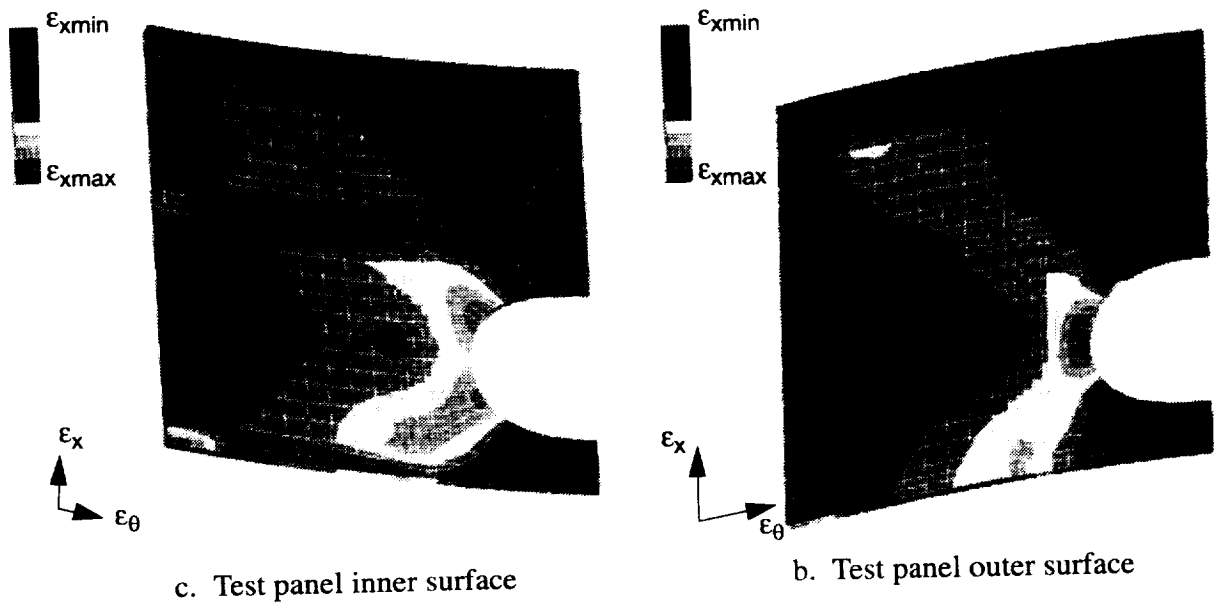 εxmin
εxmax
εx
εθ
c. Test panel inner surface
εxmin
εxmax
εx
εθ
b. Test panel outer surface